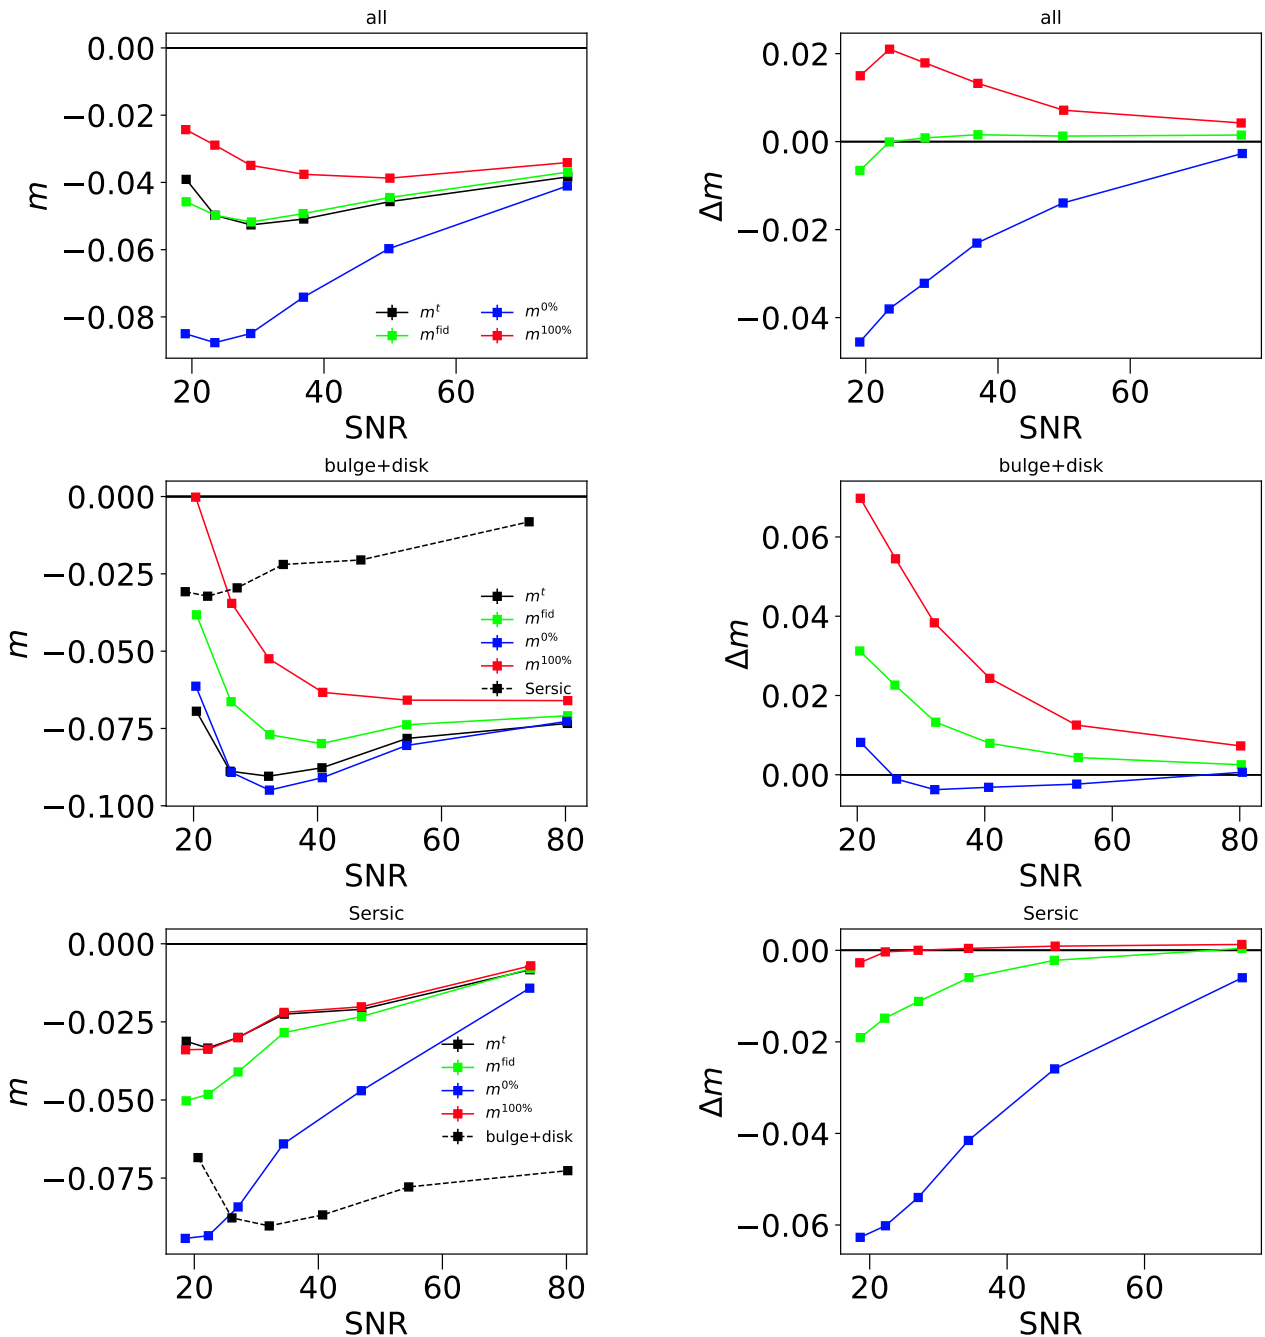 all
0.00
−0.02
−0.04
−0.06
−0.08
m
20 40 60
SNR
m^t
m^fid
m^0%
m^100%
all
0.02
0.00
−0.02
−0.04
Δm
20 40 60
SNR
bulge+disk
0.000
−0.025
−0.050
−0.075
−0.100
m
20 40 60 80
SNR
m^t
m^fid
m^0%
m^100%
Sersic
bulge+disk
0.06
0.04
0.02
0.00
Δm
20 40 60 80
SNR
Sersic
0.000
−0.025
−0.050
−0.075
m
20 40 60 80
SNR
m^t
m^fid
m^0%
m^100%
bulge+disk
Sersic
0.00
−0.02
−0.04
−0.06
Δm
20 40 60
SNR